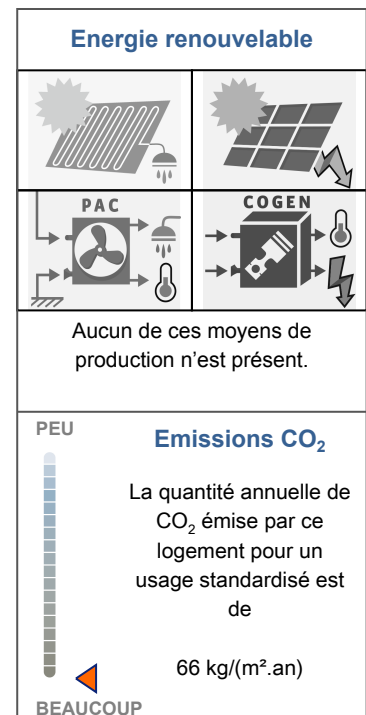 Energie renouvelable
PAC
COGEN
Aucun de ces moyens de
production n’est présent.
PEU
Emissions CO₂
La quantité annuelle de
CO₂ émise par ce
logement pour un
usage standardisé est
de
66 kg/(m².an)
BEAUCOUP